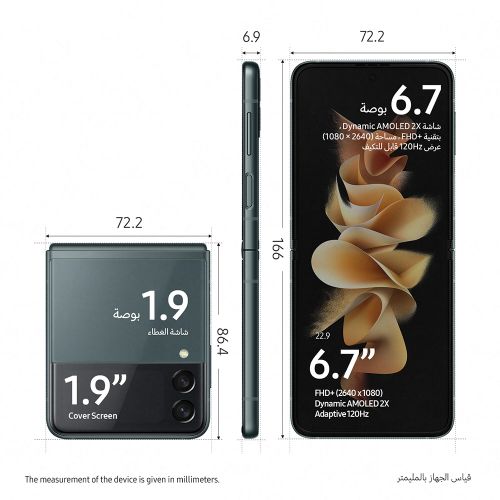 6.9
72.2
6.7 بوصة
شاشة Dynamic AMOLED 2X،
بتقنية +FHD، مساحة (2640 × 1080)
عرض 120Hz قابل للتكيف
166
72.2
1.9 بوصة
شاشة الغطاء
86.4
1.9”
Cover Screen
22.9
6.7”
FHD+ (2640 x 1080)
Dynamic AMOLED 2X
Adaptive 120Hz
The measurement of the device is given in millimeters.
قياس الجهاز بالمليمتر